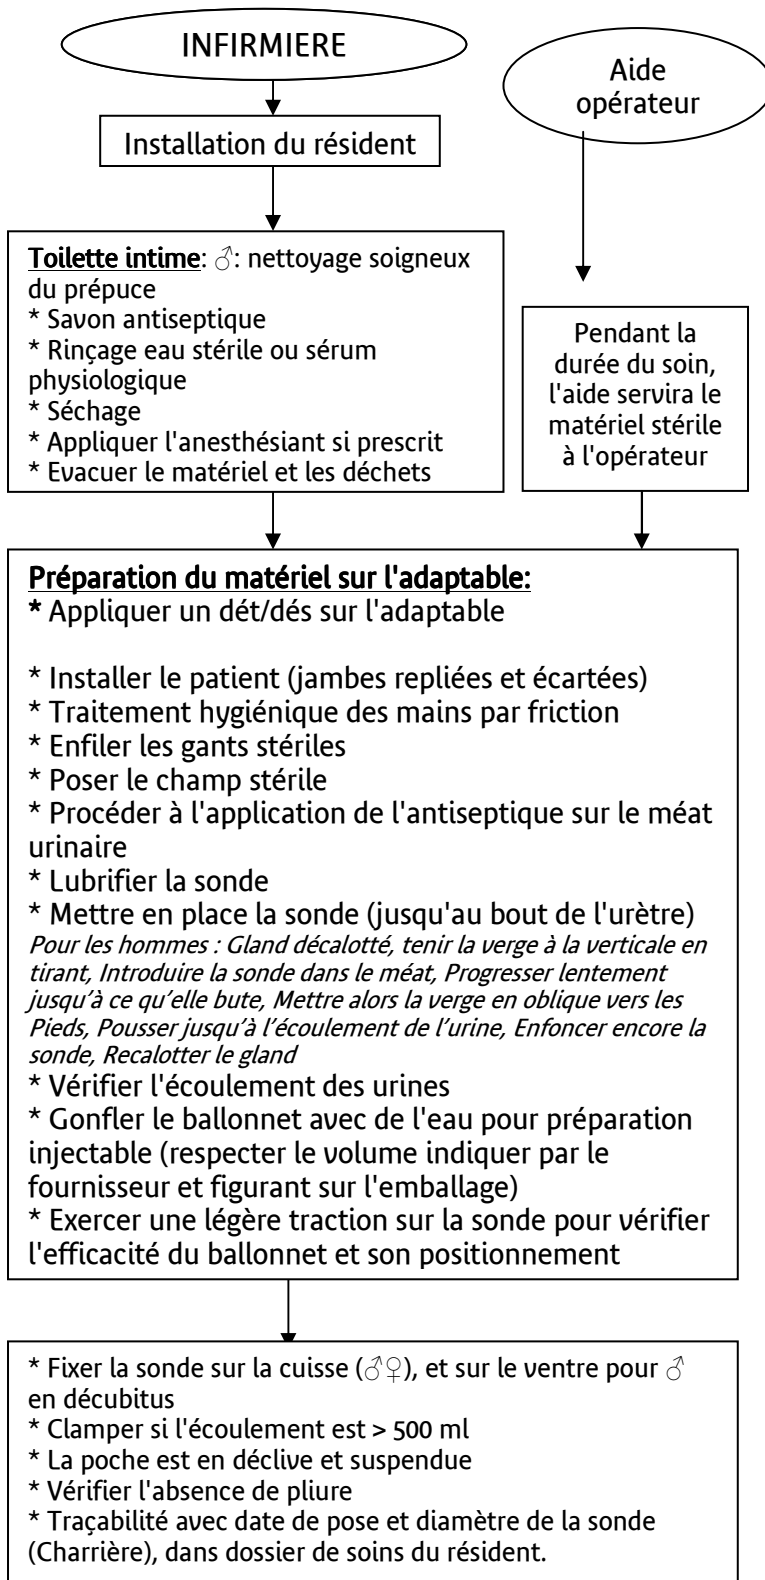 INFIRMIERE
Aide
opérateur
Installation du résident
Toilette intime: ♂: nettoyage soigneux
du prépuce
* Savon antiseptique
* Rinçage eau stérile ou sérum
physiologique
* Séchage
* Appliquer l'anesthésiant si prescrit
* Evacuer le matériel et les déchets
Pendant la
durée du soin,
l'aide servira le
matériel stérile
à l'opérateur
Préparation du matériel sur l'adaptable:
* Appliquer un dét/dés sur l'adaptable
* Installer le patient (jambes repliées et écartées)
* Traitement hygiénique des mains par friction
* Enfiler les gants stériles
* Poser le champ stérile
* Procéder à l'application de l'antiseptique sur le méat
urinaire
* Lubrifier la sonde
* Mettre en place la sonde (jusqu'au bout de l'urètre)
Pour les hommes : Gland décalotté, tenir la verge à la verticale en
tirant, Introduire la sonde dans le méat, Progresser lentement
jusqu’à ce qu’elle bute, Mettre alors la verge en oblique vers les
Pieds, Pousser jusqu’à l’écoulement de l’urine, Enfoncer encore la
sonde, Recalotter le gland
* Vérifier l'écoulement des urines
* Gonfler le ballonnet avec de l'eau pour préparation
injectable (respecter le volume indiquer par le
fournisseur et figurant sur l'emballage)
* Exercer une légère traction sur la sonde pour vérifier
l'efficacité du ballonnet et son positionnement
* Fixer la sonde sur la cuisse (♂♀), et sur le ventre pour ♂
en décubitus
* Clamper si l'écoulement est > 500 ml
* La poche est en déclive et suspendue
* Vérifier l'absence de pliure
* Traçabilité avec date de pose et diamètre de la sonde
(Charrière), dans dossier de soins du résident.